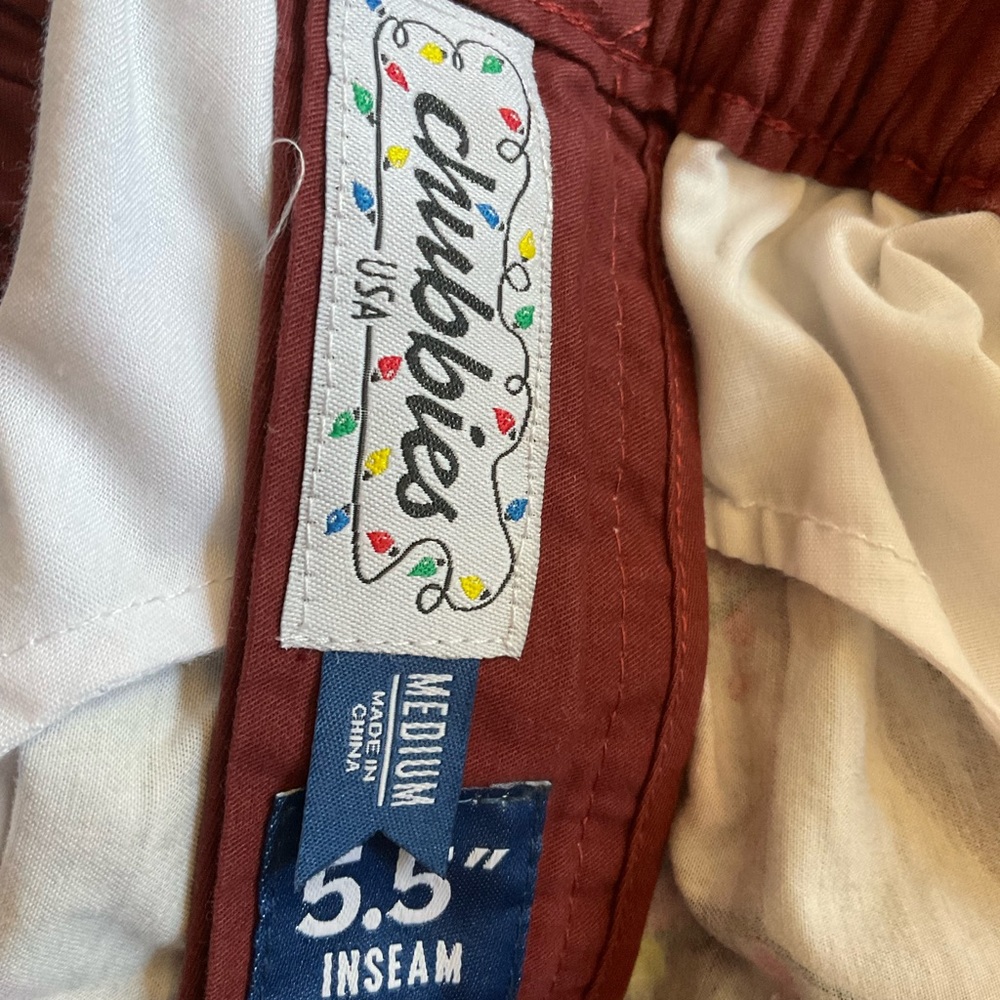 chubbies
USA
MEDIUM
MADE IN
CHINA
5.5"
INSEAM